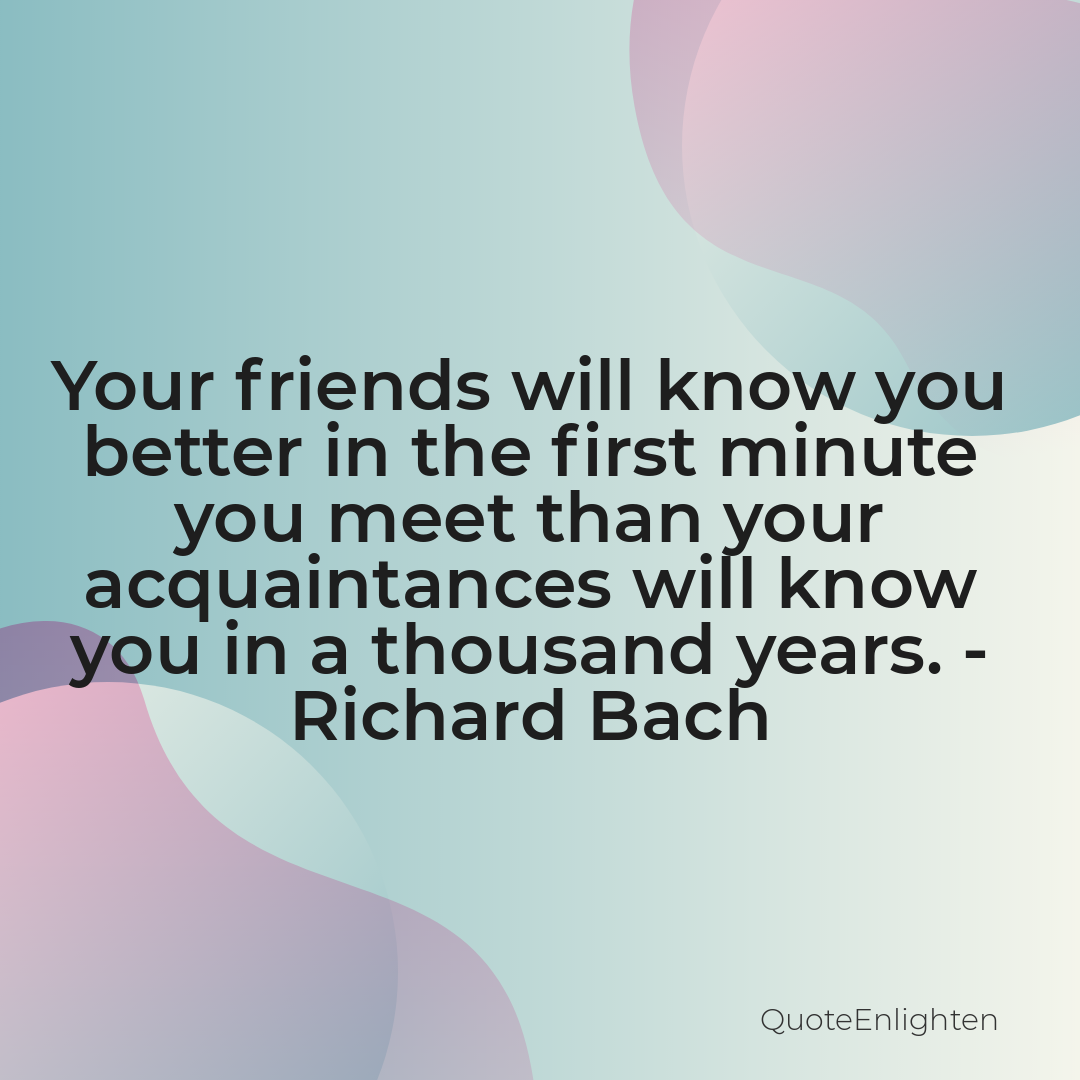 Your friends will know you
better in the first minute
you meet than your
acquaintances will know
you in a thousand years. -
Richard Bach
QuoteEnlighten